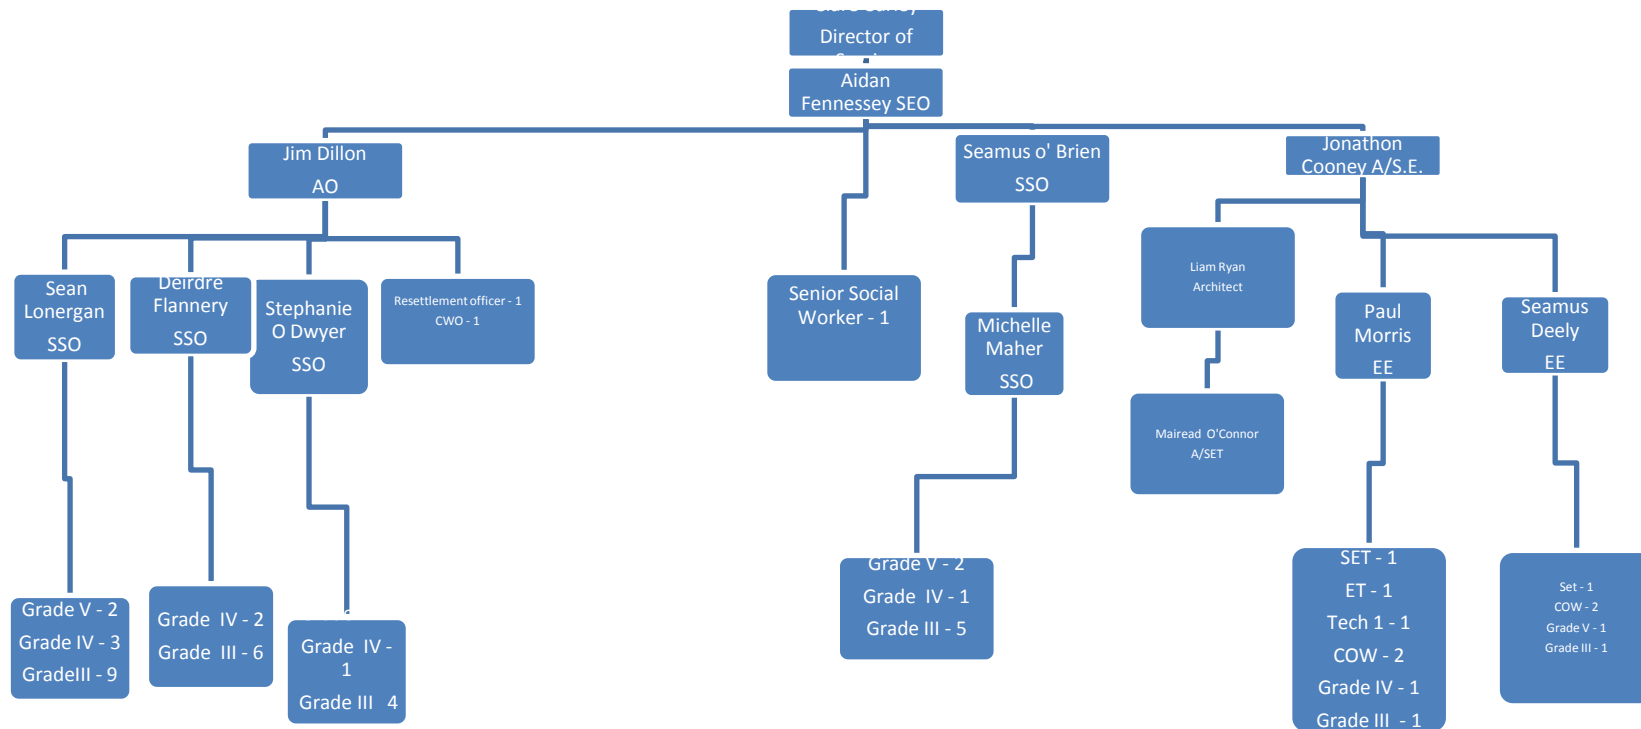 Director of
Aidan
Fennessey SEO
Jim Dillon
AO
Seamus o' Brien
SSO
Jonathon
Cooney A/S.E.
Sean
Lonergan
SSO
Deirdre
Flannery
SSO
Stephanie
O Dwyer
SSO
Resettlement officer - 1
CWO - 1
Senior Social
Worker - 1
Michelle
Maher
SSO
Liam Ryan
Architect
Paul
Morris
EE
Seamus
Deely
EE
Mairead O'Connor
A/SET
Grade V - 2
Grade IV - 3
GradeIII - 9
Grade IV - 2
Grade III - 6
Grade IV -
1
Grade III 4
Grade V - 2
Grade IV - 1
Grade III - 5
SET - 1
ET - 1
Tech 1 - 1
COW - 2
Grade IV - 1
Grade III - 1
Set - 1
COW - 2
Grade V - 1
Grade III - 1